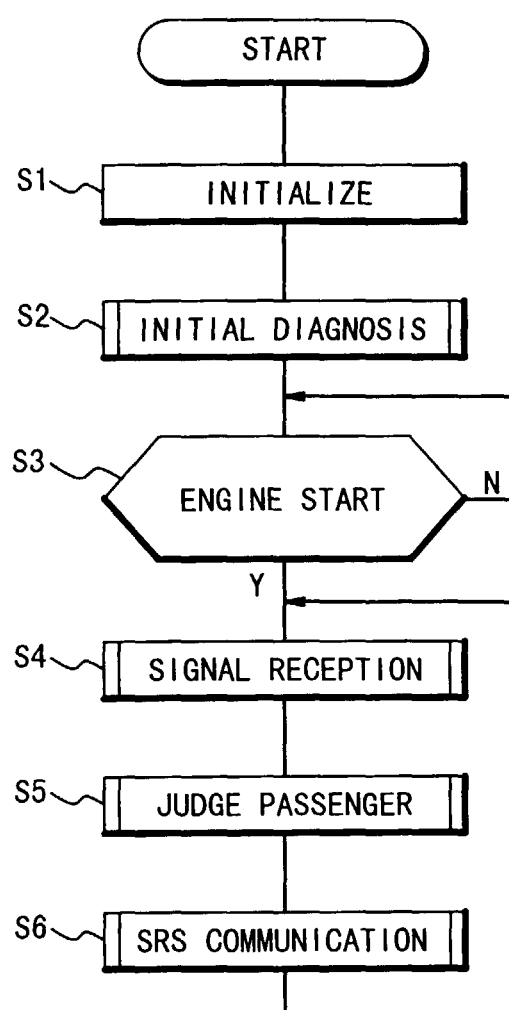 START
S1 INITIALIZE
S2 INITIAL DIAGNOSIS
S3 ENGINE START N
Y
S4 SIGNAL RECEPTION
S5 JUDGE PASSENGER
S6 SRS COMMUNICATION